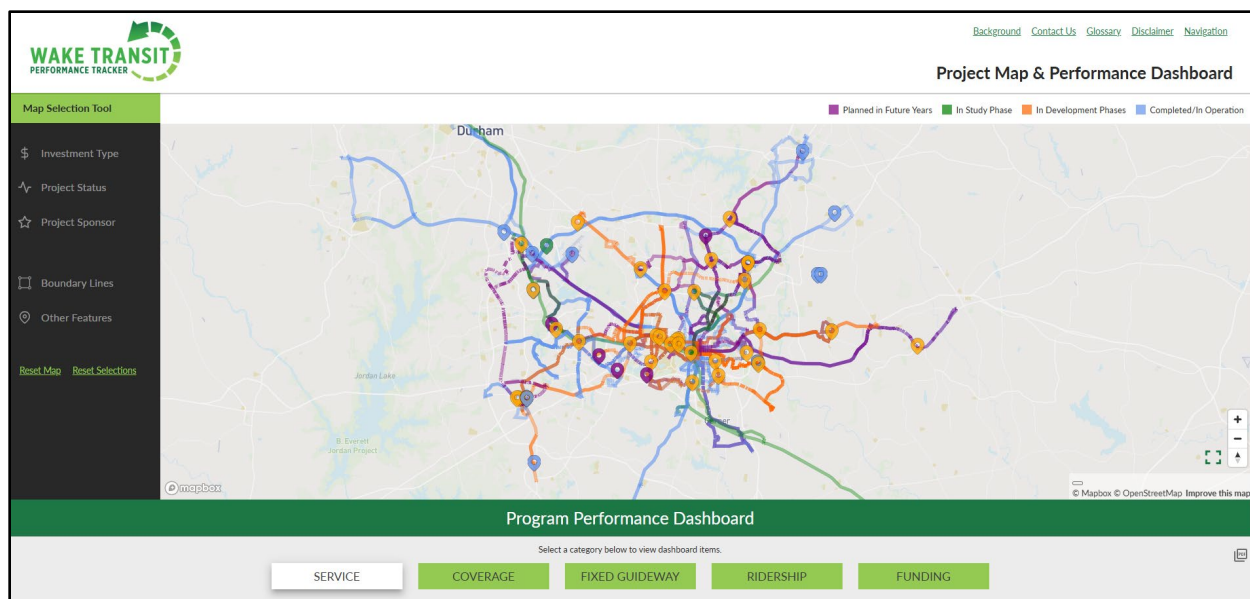 WAKE TRANSIT
PERFORMANCE TRACKER
Background Contact Us Glossary Disclaimer Navigation
Project Map & Performance Dashboard
Map Selection Tool
Planned in Future Years In Study Phase In Development Phases Completed/In Operation
Durham
$ Investment Type
Project Status
Project Sponsor
Boundary Lines
Other Features
Reset Map Reset Selections
Jordan Lake
B. Everett
Jordan Project
+
-
mapbox
© Mapbox © OpenStreetMap Improve this map
Program Performance Dashboard
Select a category below to view dashboard items.
PDF
SERVICE COVERAGE FIXED GUIDEWAY RIDERSHIP FUNDING